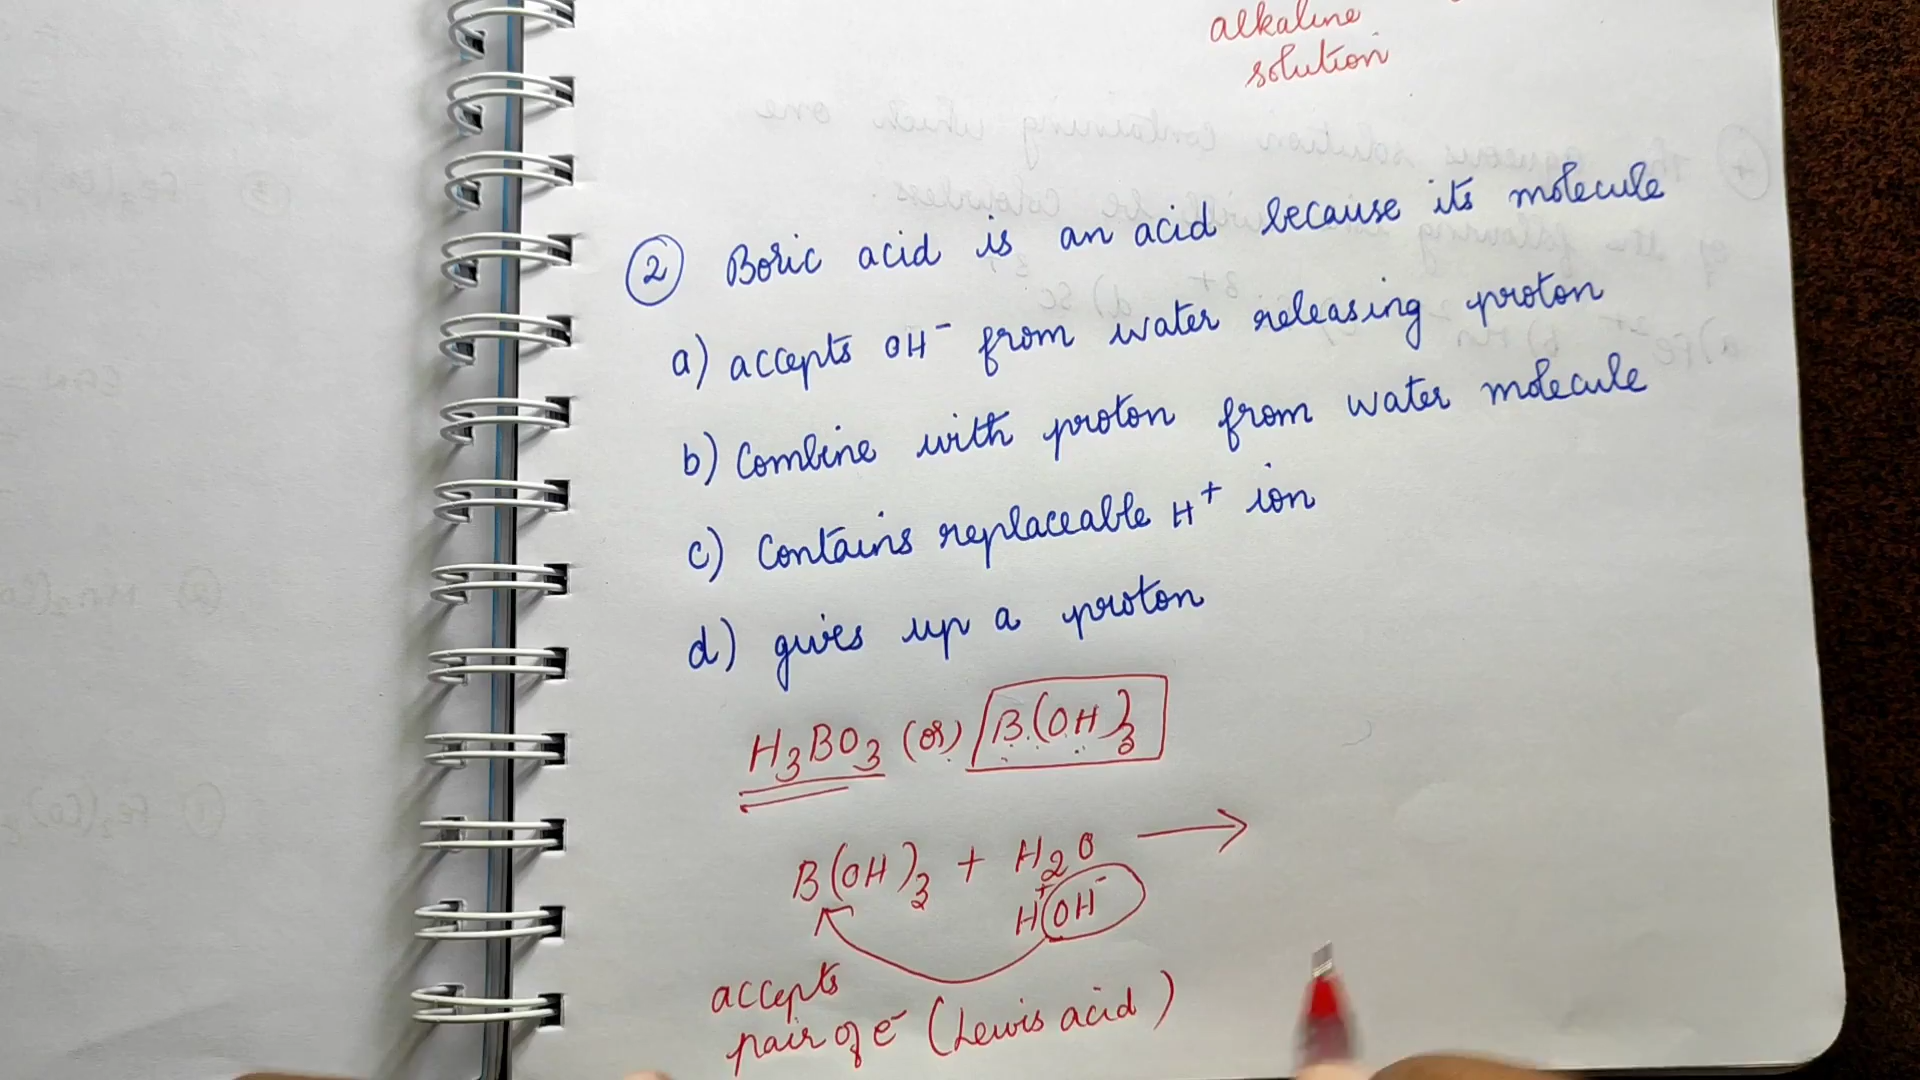 alkaline
solution
② Boric acid is an acid because its molecule
a) accepts OH⁻ from water releasing proton
b) Combine with proton from water molecule
c) Contains replaceable H⁺ ion
d) gives up a proton
H₃BO₃ (or) B(OH)₃
B(OH)₃ + H₂O →
H⁺OH⁻
accepts
pair of e⁻ (Lewis acid)